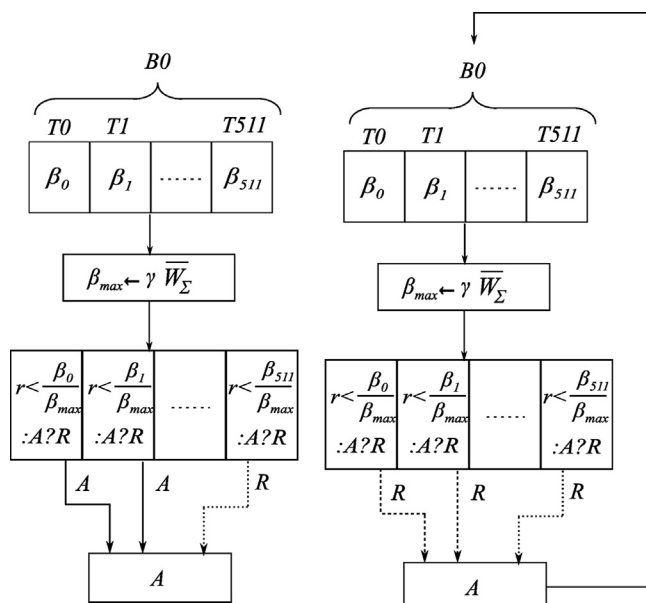 B0
T0 T1 T511
β0 β1 ...... β511
βmax ← γ W̅Σ
r< β0/βmax r< β1/βmax ...... r< β511/βmax
:A?R :A?R :A?R
A A R
A
B0
T0 T1 T511
β0 β1 ...... β511
βmax ← γ W̅Σ
r< β0/βmax r< β1/βmax ...... r< β511/βmax
:A?R :A?R :A?R
R R R
A